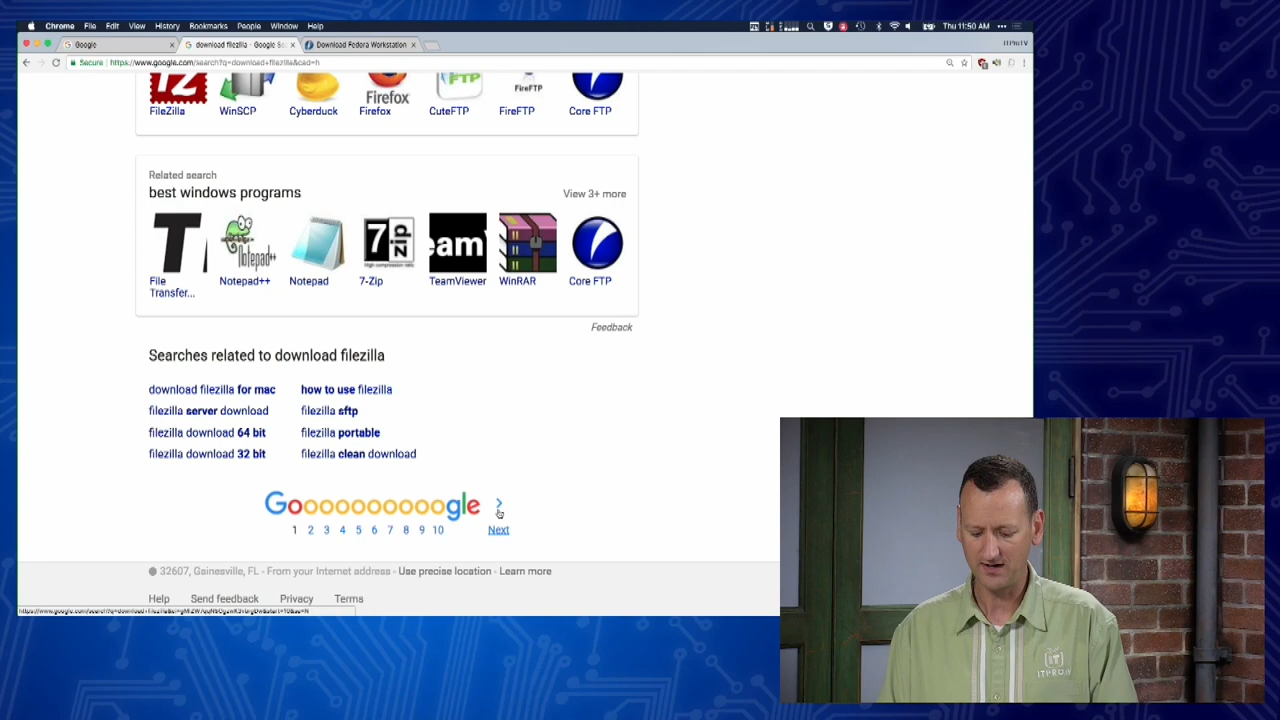 Chrome File Edit View History Bookmarks People Window Help Thu 11:50 AM
Google download filezilla - Google Se Download Fedora Workstation ITProTV
Secure https://www.google.com/search?q=download+filezilla&cad=h
FileZilla WinSCP Cyberduck Firefox CuteFTP FireFTP Core FTP
Related search
best windows programs View 3+ more
File Transfer... Notepad++ Notepad 7-Zip TeamViewer WinRAR Core FTP
Feedback
Searches related to download filezilla
download filezilla for mac how to use filezilla
filezilla server download filezilla sftp
filezilla download 64 bit filezilla portable
filezilla download 32 bit filezilla clean download
Goooooooooogle >
1 2 3 4 5 6 7 8 9 10 Next
32607, Gainesville, FL - From your Internet address - Use precise location - Learn more
Help Send feedback Privacy Terms
ITPROTV